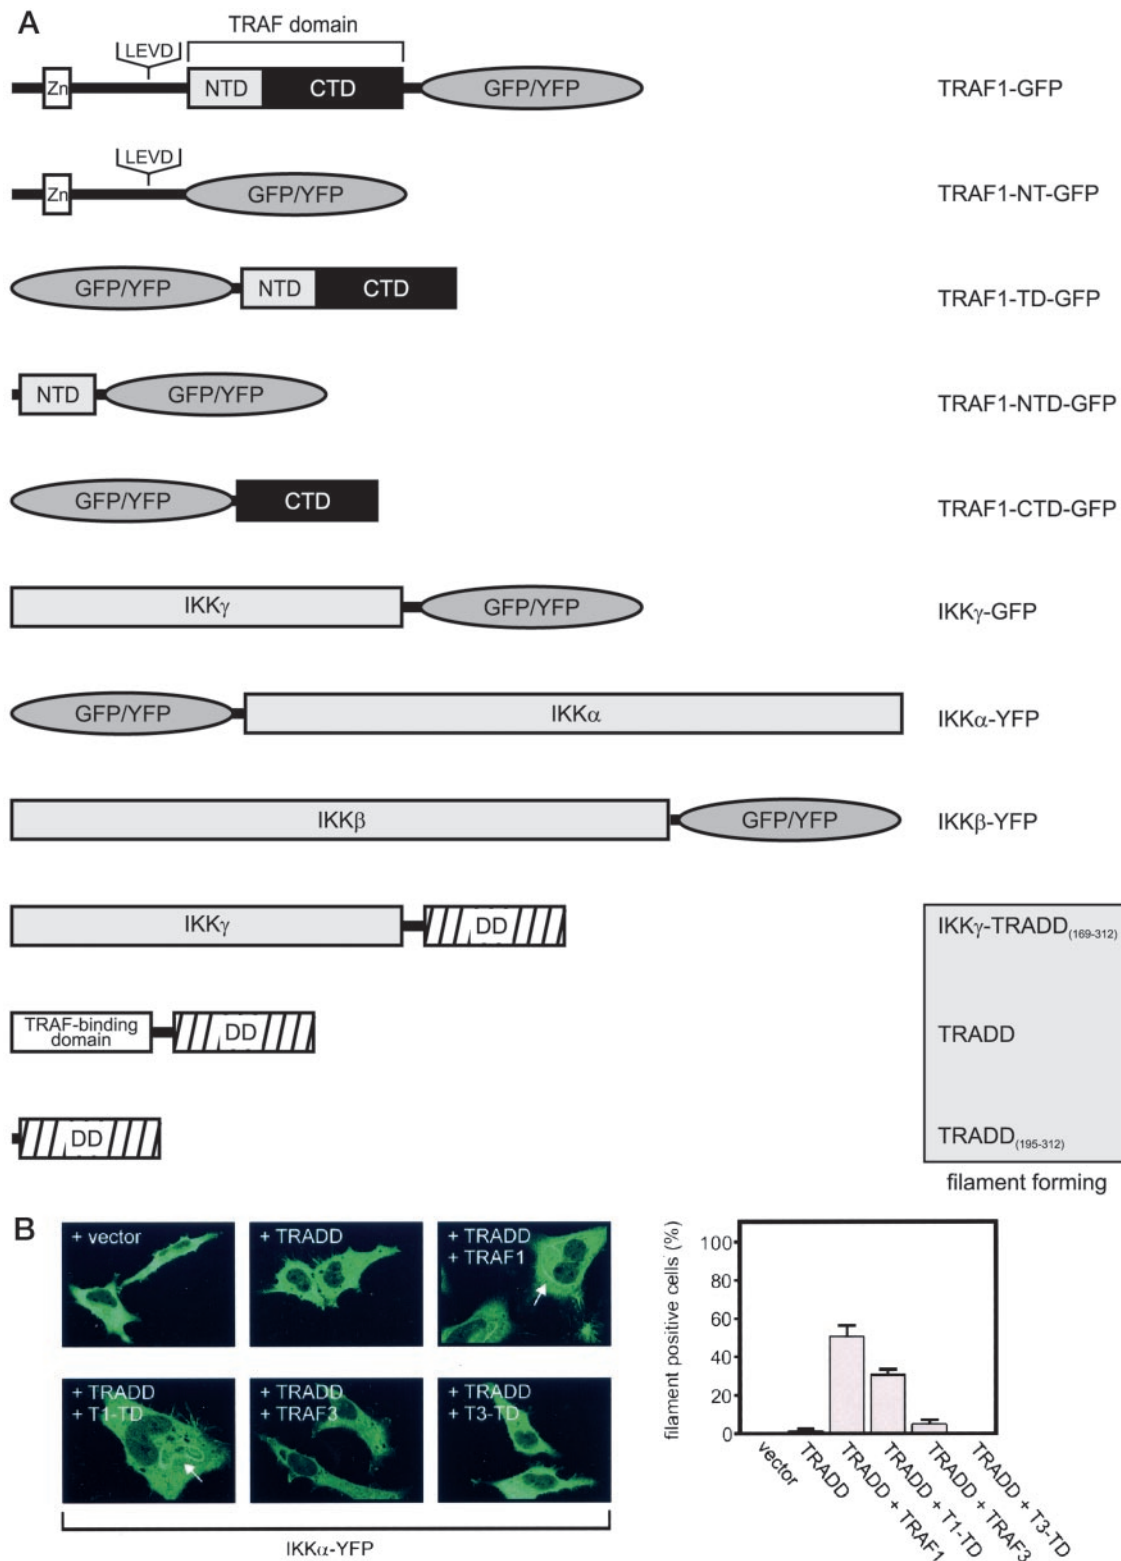 A
TRAF domain
LEVD
Zn NTD CTD GFP/YFP TRAF1-GFP
LEVD
Zn GFP/YFP TRAF1-NT-GFP
GFP/YFP NTD CTD TRAF1-TD-GFP
NTD GFP/YFP TRAF1-NTD-GFP
GFP/YFP CTD TRAF1-CTD-GFP
IKKγ GFP/YFP IKKγ-GFP
GFP/YFP IKKα IKKα-YFP
IKKβ GFP/YFP IKKβ-YFP
IKKγ DD IKKγ-TRADD(169-312)
TRAF-binding
domain DD TRADD
DD TRADD(195-312)
filament forming
B
+ vector
+ TRADD
+ TRADD
+ TRAF1
+ TRADD
+ T1-TD
+ TRADD
+ TRAF3
+ TRADD
+ T3-TD
IKKα-YFP
filament positive cells (%)
100
80
60
40
20
0
vector
TRADD
TRADD + TRAF1
TRADD + T1-TD
TRADD + TRAF3
TRADD + T3-TD